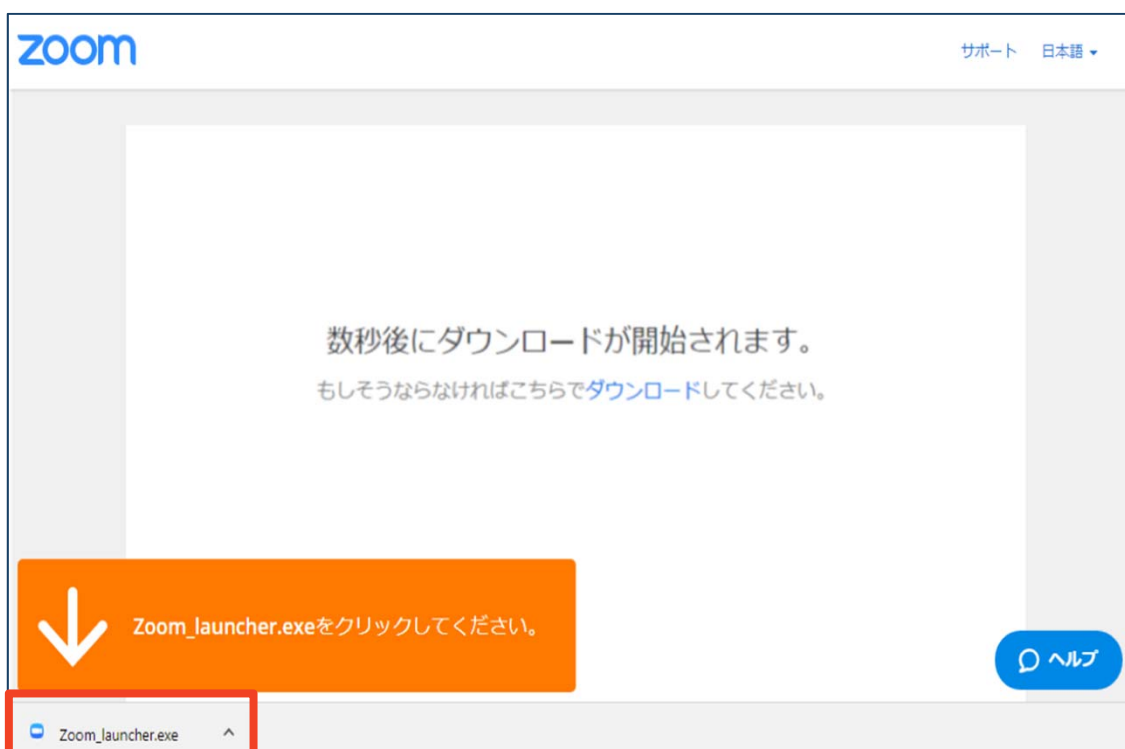 zoom
サポート 日本語
数秒後にダウンロードが開始されます。
もしそうならなければこちらでダウンロードしてください。
Zoom_launcher.exeをクリックしてください。
ヘルプ
Zoom_launcher.exe